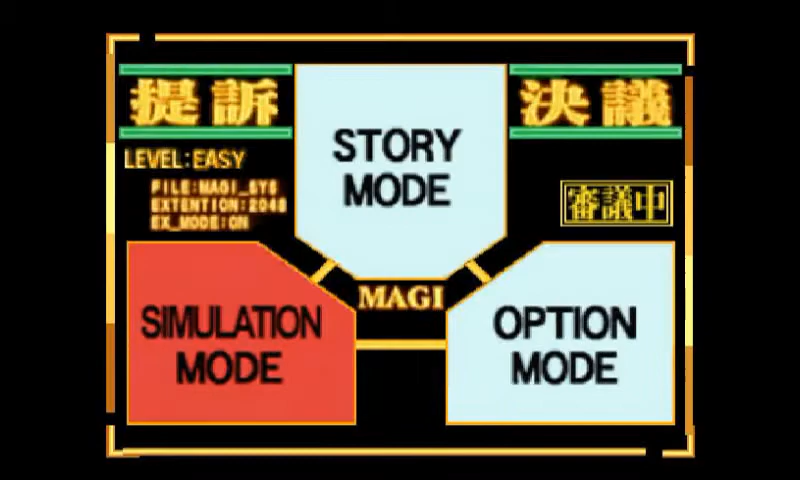 提訴
決議
STORY
MODE
LEVEL:EASY
FILE:MAGI_SYS
EXTENTION:2048
EX_MODE:ON
審議中
MAGI
SIMULATION
MODE
OPTION
MODE